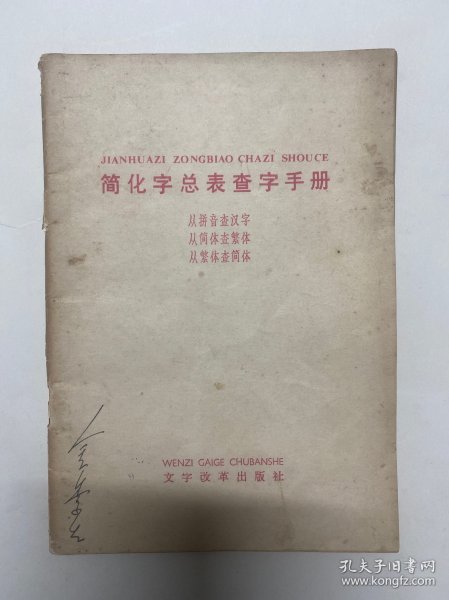 JIANHUAZI ZONGBIAO CHAZI SHOUCE
简化字总表查字手册
从拼音查汉字
从简体查繁体
从繁体查简体
WENZI GAIGE CHUBANSHE
文字改革出版社
孔夫子旧书网
www.kongfz.com